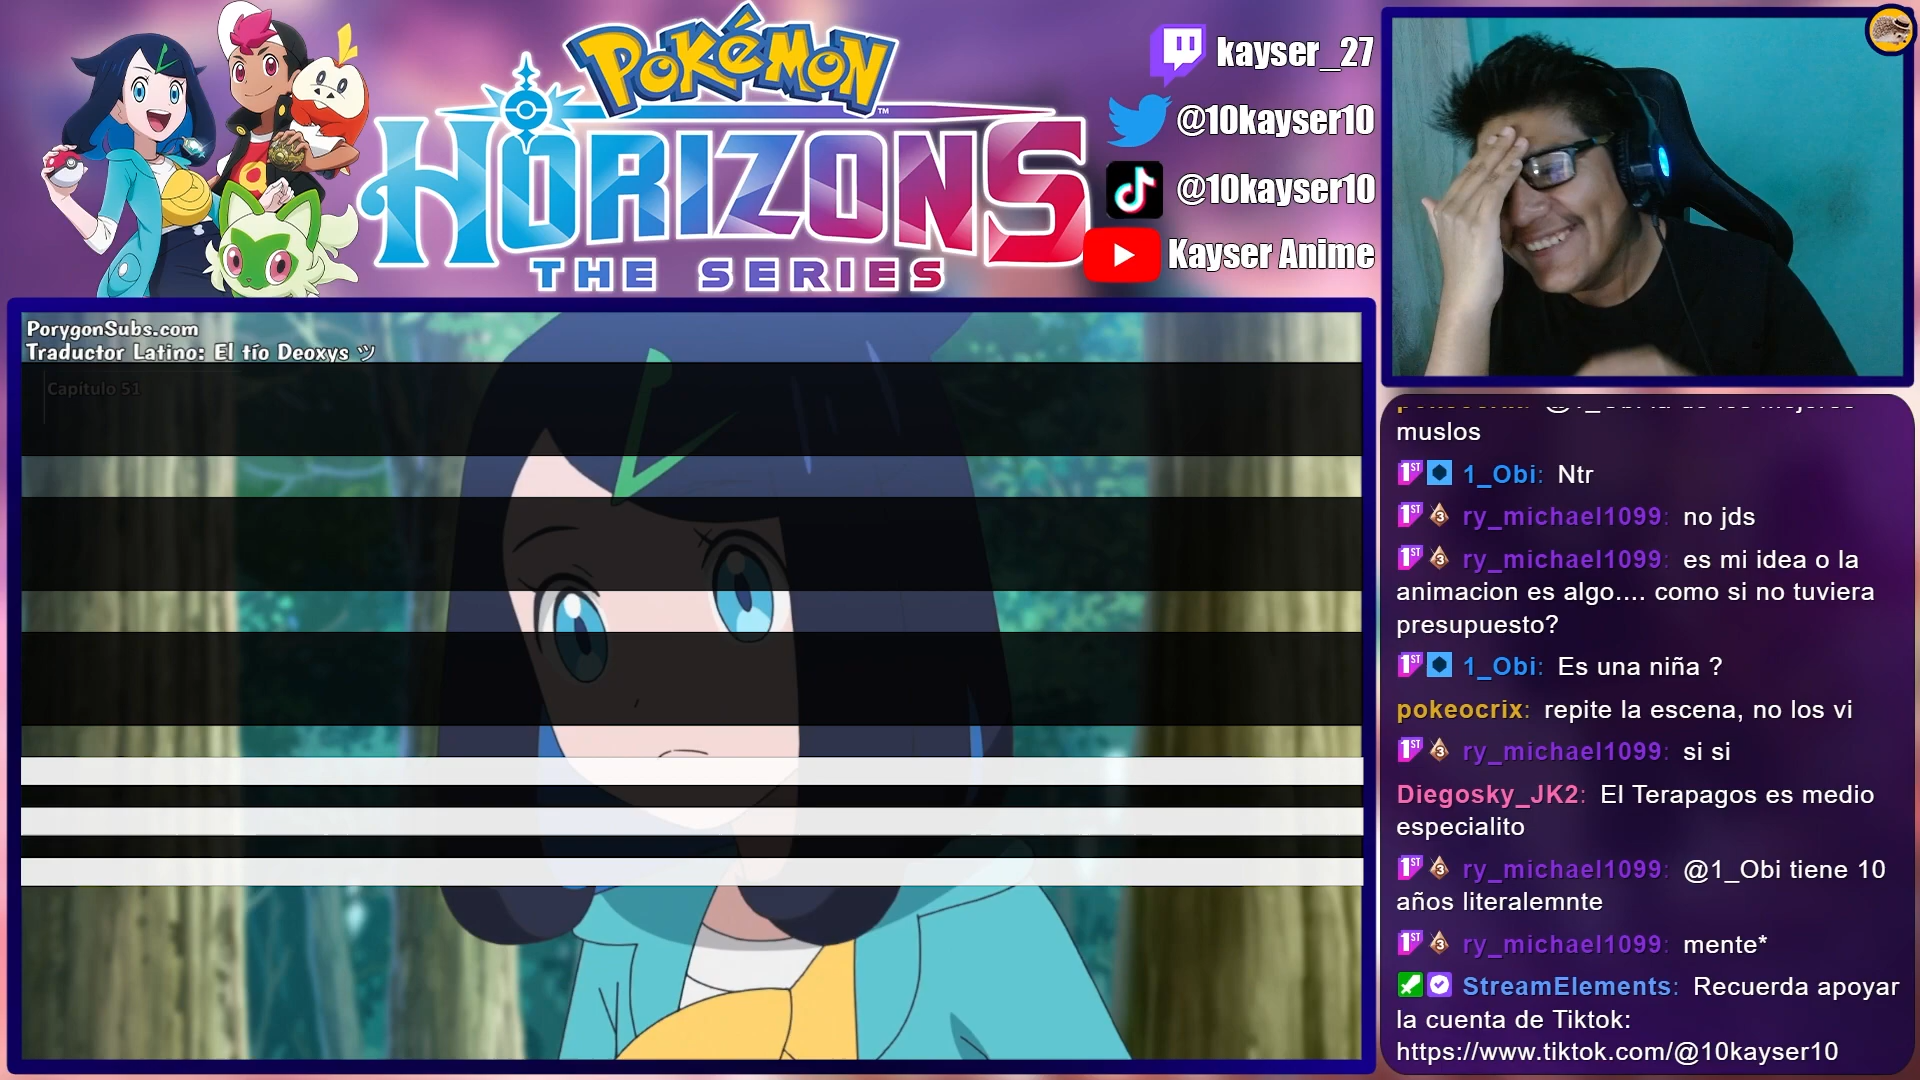 POKÉMON
HORIZONS
THE SERIES
TM
kayser_27
@10kayser10
@10kayser10
Kayser Anime
PorygonSubs.com
Traductor Latino: El tío Deoxys ツ
Capítulo 51
muslos
1_Obi: Ntr
ry_michael1099: no jds
ry_michael1099: es mi idea o la
animacion es algo.... como si no tuviera
presupuesto?
1_Obi: Es una niña ?
pokeocrix: repite la escena, no los vi
ry_michael1099: si si
Diegosky_JK2: El Terapagos es medio
especialito
ry_michael1099: @1_Obi tiene 10
años literalemnte
ry_michael1099: mente*
StreamElements: Recuerda apoyar
la cuenta de Tiktok:
https://www.tiktok.com/@10kayser10